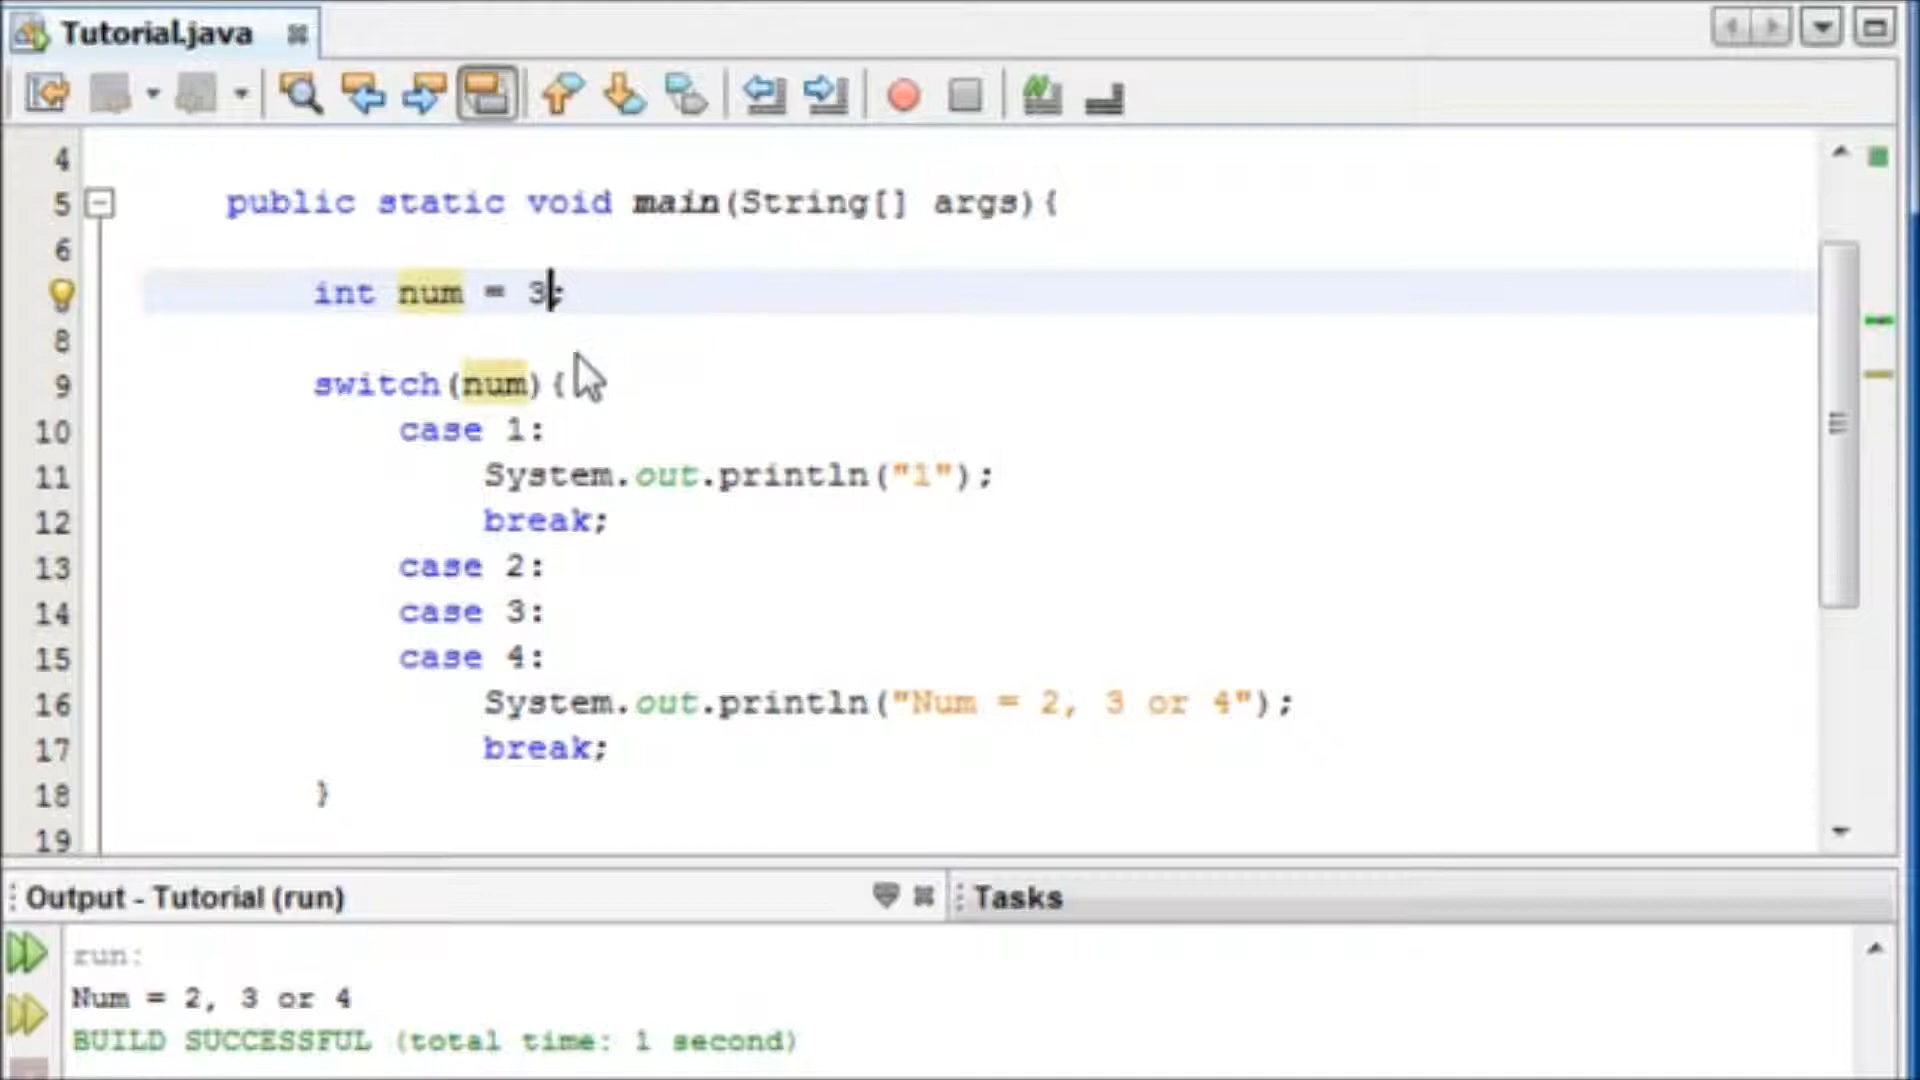 Tutorial.java
4
5 public static void main(String[] args){
6
int num = 3;
8
9 switch(num){
10 case 1:
11 System.out.println("1");
12 break;
13 case 2:
14 case 3:
15 case 4:
16 System.out.println("Num = 2, 3 or 4");
17 break;
18 }
19
Output - Tutorial (run)
Tasks
run:
Num = 2, 3 or 4
BUILD SUCCESSFUL (total time: 1 second)